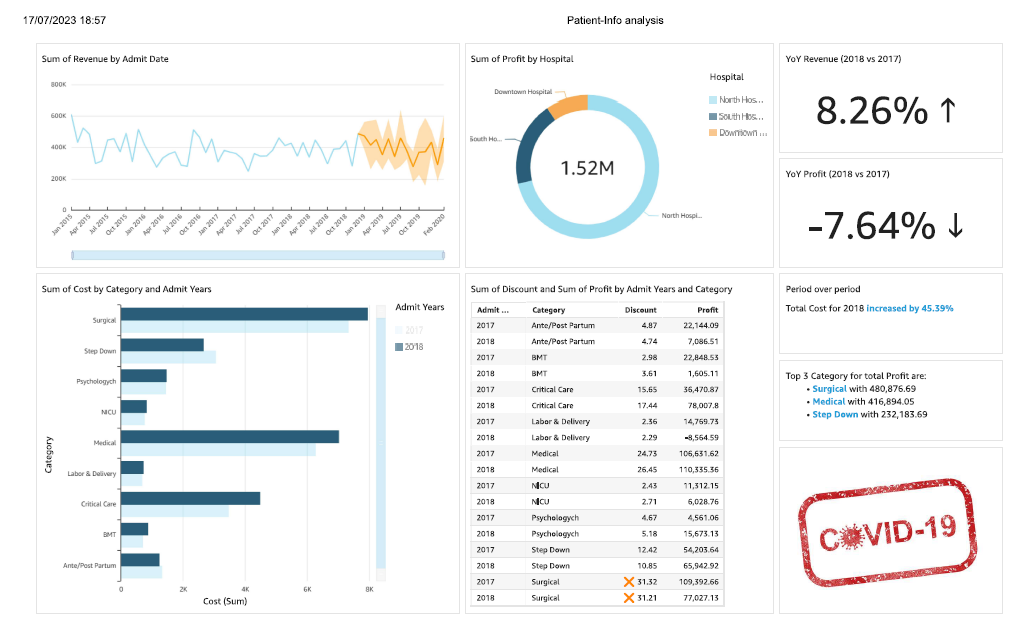 17/07/2023 18:57
Patient-Info analysis
Sum of Revenue by Admit Date
800K
600K
400K
200K
0
Jan 2015
Apr 2015
Jul 2015
Oct 2015
Jan 2016
Apr 2016
Jul 2016
Oct 2016
Jan 2017
Apr 2017
Jul 2017
Oct 2017
Jan 2018
Apr 2018
Jul 2018
Oct 2018
Jan 2019
Apr 2019
Jul 2019
Oct 2019
Feb 2020
Sum of Profit by Hospital
Downtown Hospital
South Ho...
1.52M
North Hospi...
Hospital
North Hos...
South Hos...
Downtown ...
YoY Revenue (2018 vs 2017)
8.26% ↑
YoY Profit (2018 vs 2017)
-7.64% ↓
Sum of Cost by Category and Admit Years
Category
Surgical
Step Down
Psychologych
NICU
Medical
Labor & Delivery
Critical Care
BMT
Ante/Post Partum
0 2K 4K 6K 8K
Cost (Sum)
Admit Years
2017
2018
Sum of Discount and Sum of Profit by Admit Years and Category
Admit ... Category Discount Profit
2017 Ante/Post Partum 4.87 22,144.09
2018 Ante/Post Partum 4.74 7,086.51
2017 BMT 2.98 22,848.53
2018 BMT 3.61 1,605.11
2017 Critical Care 15.65 36,470.87
2018 Critical Care 17.44 78,007.8
2017 Labor & Delivery 2.36 14,769.73
2018 Labor & Delivery 2.29 -8,564.59
2017 Medical 24.73 106,631.62
2018 Medical 26.45 110,335.36
2017 NICU 2.43 11,312.15
2018 NICU 2.71 6,028.76
2017 Psychologych 4.67 4,561.06
2018 Psychologych 5.18 15,673.13
2017 Step Down 12.42 54,203.64
2018 Step Down 10.85 65,942.92
2017 Surgical 31.32 109,392.66
2018 Surgical 31.21 77,027.13
Period over period
Total Cost for 2018 increased by 45.39%
Top 3 Category for total Profit are:
• Surgical with 480,876.69
• Medical with 416,894.05
• Step Down with 232,183.69
COVID-19